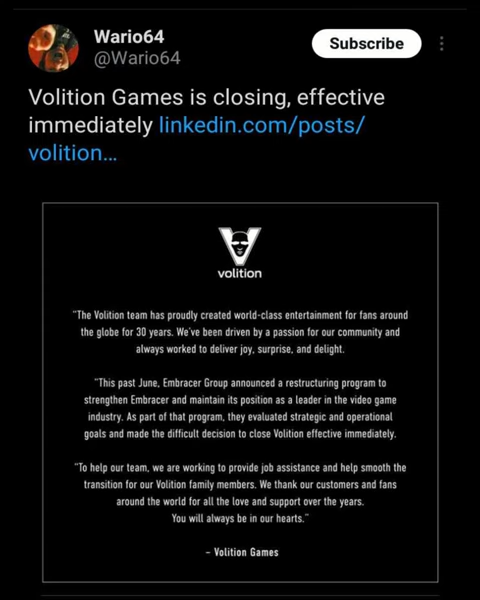 Wario64
@Wario64
Subscribe
Volition Games is closing, effective
immediately linkedin.com/posts/
volition...
volition
"The Volition team has proudly created world-class entertainment for fans around
the globe for 30 years. We've been driven by a passion for our community and
always worked to deliver joy, surprise, and delight.
"This past June, Embracer Group announced a restructuring program to
strengthen Embracer and maintain its position as a leader in the video game
industry. As part of that program, they evaluated strategic and operational
goals and made the difficult decision to close Volition effective immediately.
"To help our team, we are working to provide job assistance and help smooth the
transition for our Volition family members. We thank our customers and fans
around the world for all the love and support over the years.
You will always be in our hearts."
– Volition Games